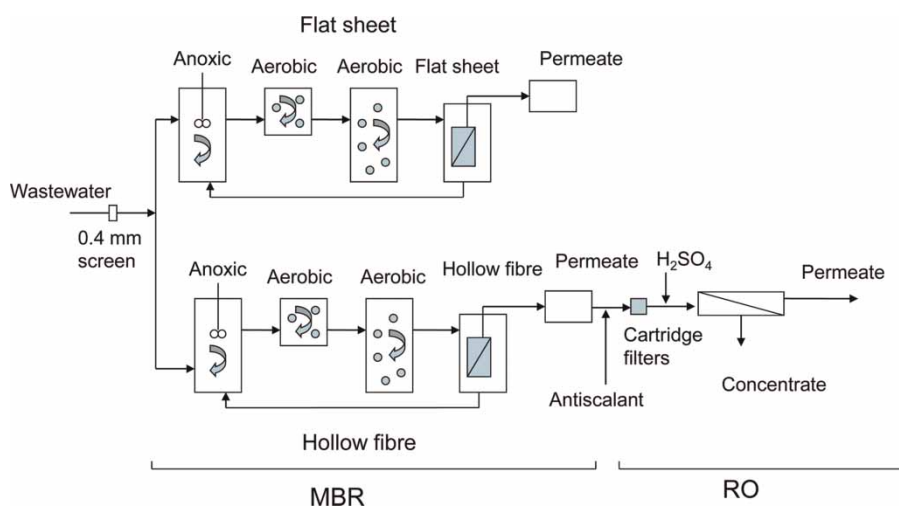 Flat sheet
Anoxic
Aerobic
Aerobic
Flat sheet
Permeate
Wastewater
0.4 mm
screen
Anoxic
Aerobic
Aerobic
Hollow fibre
Permeate
H₂SO₄
Permeate
Cartridge
filters
Antiscalant
Concentrate
Hollow fibre
MBR
RO